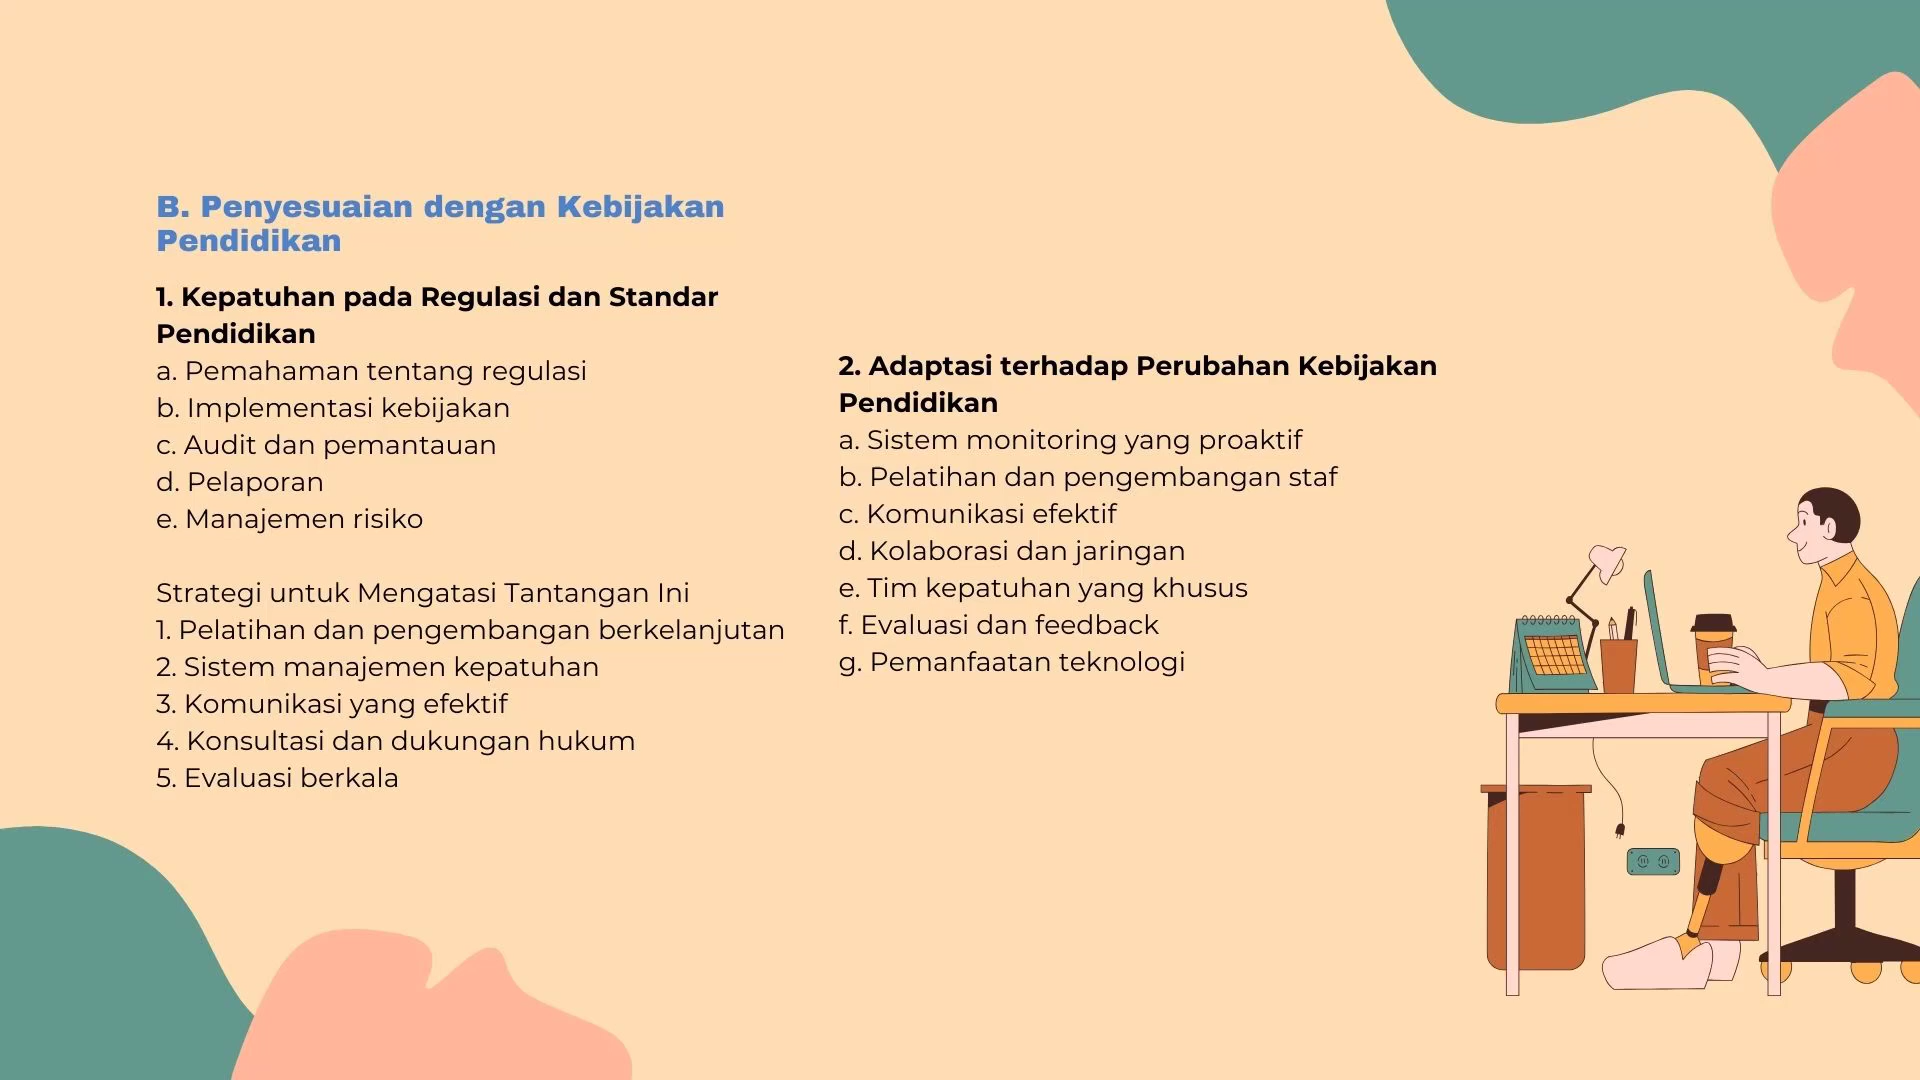 B. Penyesuaian dengan Kebijakan
Pendidikan
1. Kepatuhan pada Regulasi dan Standar
Pendidikan
a. Pemahaman tentang regulasi
b. Implementasi kebijakan
c. Audit dan pemantauan
d. Pelaporan
e. Manajemen risiko
Strategi untuk Mengatasi Tantangan Ini
1. Pelatihan dan pengembangan berkelanjutan
2. Sistem manajemen kepatuhan
3. Komunikasi yang efektif
4. Konsultasi dan dukungan hukum
5. Evaluasi berkala
2. Adaptasi terhadap Perubahan Kebijakan
Pendidikan
a. Sistem monitoring yang proaktif
b. Pelatihan dan pengembangan staf
c. Komunikasi efektif
d. Kolaborasi dan jaringan
e. Tim kepatuhan yang khusus
f. Evaluasi dan feedback
g. Pemanfaatan teknologi